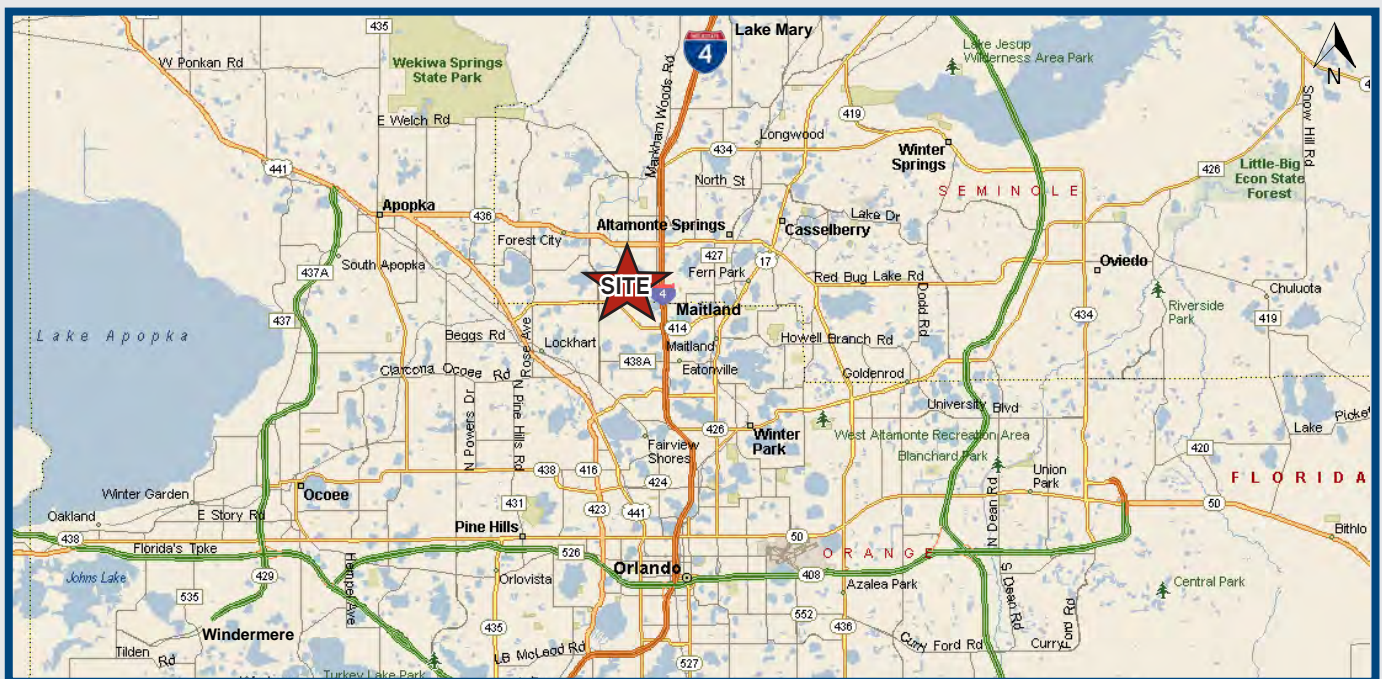 435
Lake Mary
INTERSTATE
4
Lake Jesup
Wilderness Area Park
N
W Ponkan Rd
Wekiwa Springs
State Park
Markham Woods Rd
Snow Hill Rd
E Welch Rd
419
Longwood
434
Winter
Springs
441
North St
426
Little-Big
Econ State
Forest
SEMINOLE
Apopka
436
Altamonte Springs
Lake Dr
Casselberry
Forest City
427
17
Oviedo
South Apopka
437A
Fern Park
Red Bug Lake Rd
SITE
4
Dodd Rd
Riverside
Park
Chuluota
437
Maitland
414
434
419
Lake Apopka
Beggs Rd
N Rose Ave
Lockhart
Maitland
Howell Branch Rd
438A
Eatonville
Clarcona Ocoee Rd
Goldenrod
N Powers Dr
N Pine Hills Rd
University Blvd
Lake
426
Winter
Park
West Altamonte Recreation Area
Fairview
Shores
Blanchard Park
420
438
416
Union
Park
FLORIDA
424
Winter Garden
Ocoee
431
N Dean Rd
50
Oakland
E Story Rd
423
441
Pine Hills
50
Bithlo
438
Florida's Tpke
526
ORANGE
Orlando
408
Johns Lake
429
Hempel Ave
Orlovista
Azalea Park
S Dean Rd
Central Park
535
552
Windermere
435
436
Curry Ford Rd
Curry
Ford Rd
Tilden
Rd
LB McLeod Rd
527
Turkey Lake Park